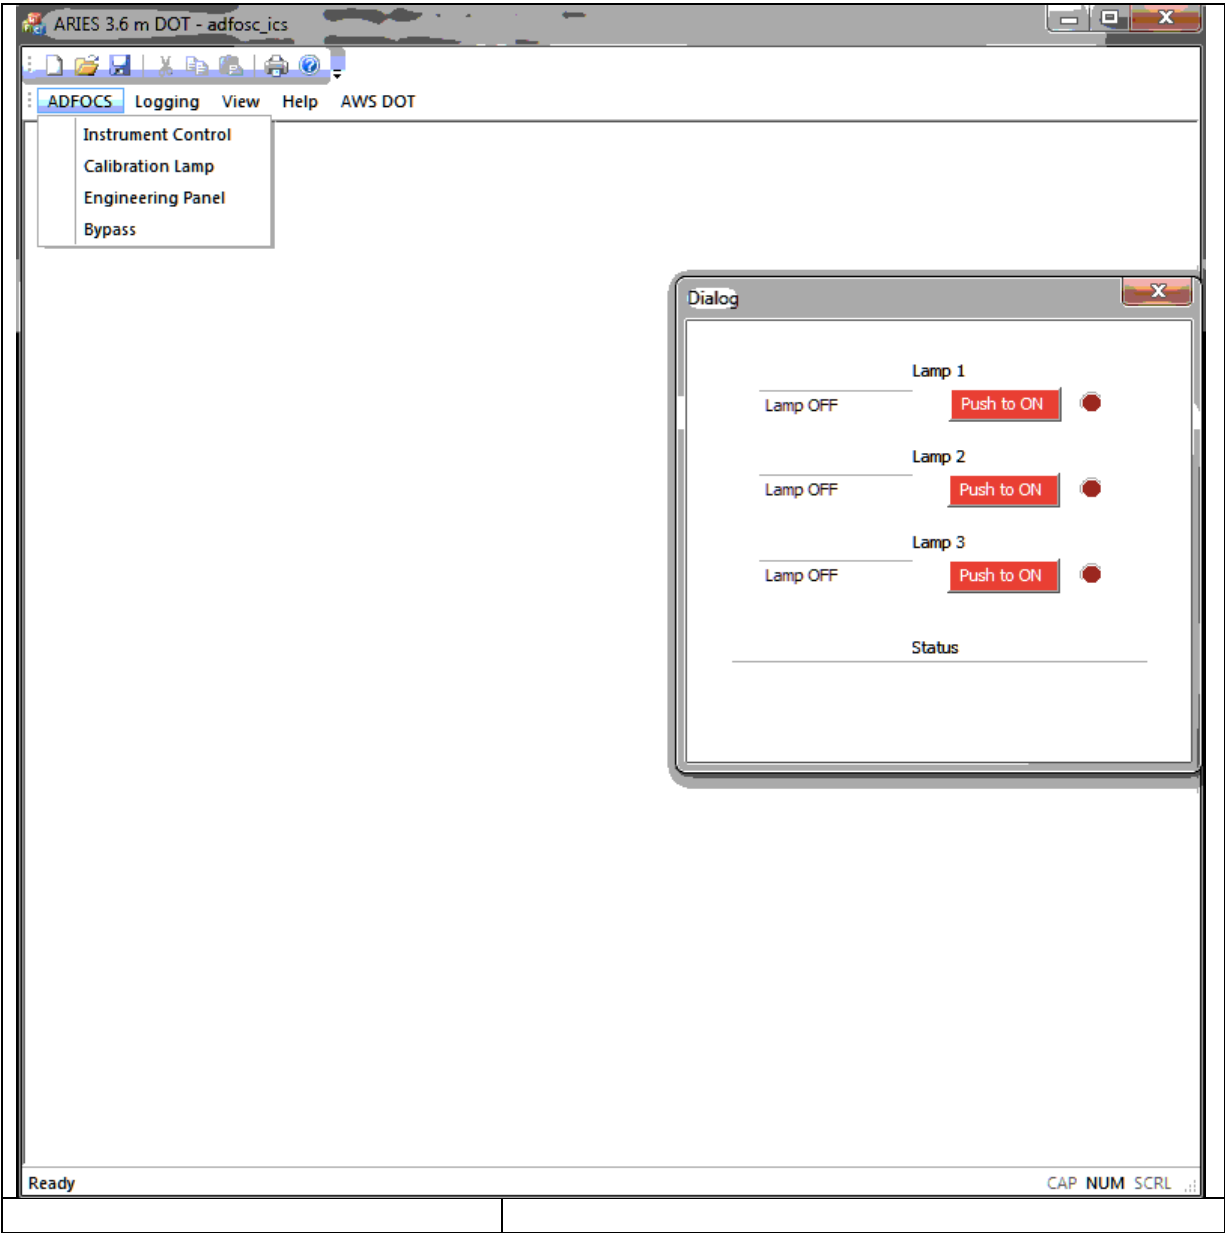 ARIES 3.6 m DOT - adfosc_ics
ADFOCS Logging View Help AWS DOT
Instrument Control
Calibration Lamp
Engineering Panel
Bypass
Dialog
Lamp 1
Lamp OFF Push to ON
Lamp 2
Lamp OFF Push to ON
Lamp 3
Lamp OFF Push to ON
Status
Ready CAP NUM SCRL